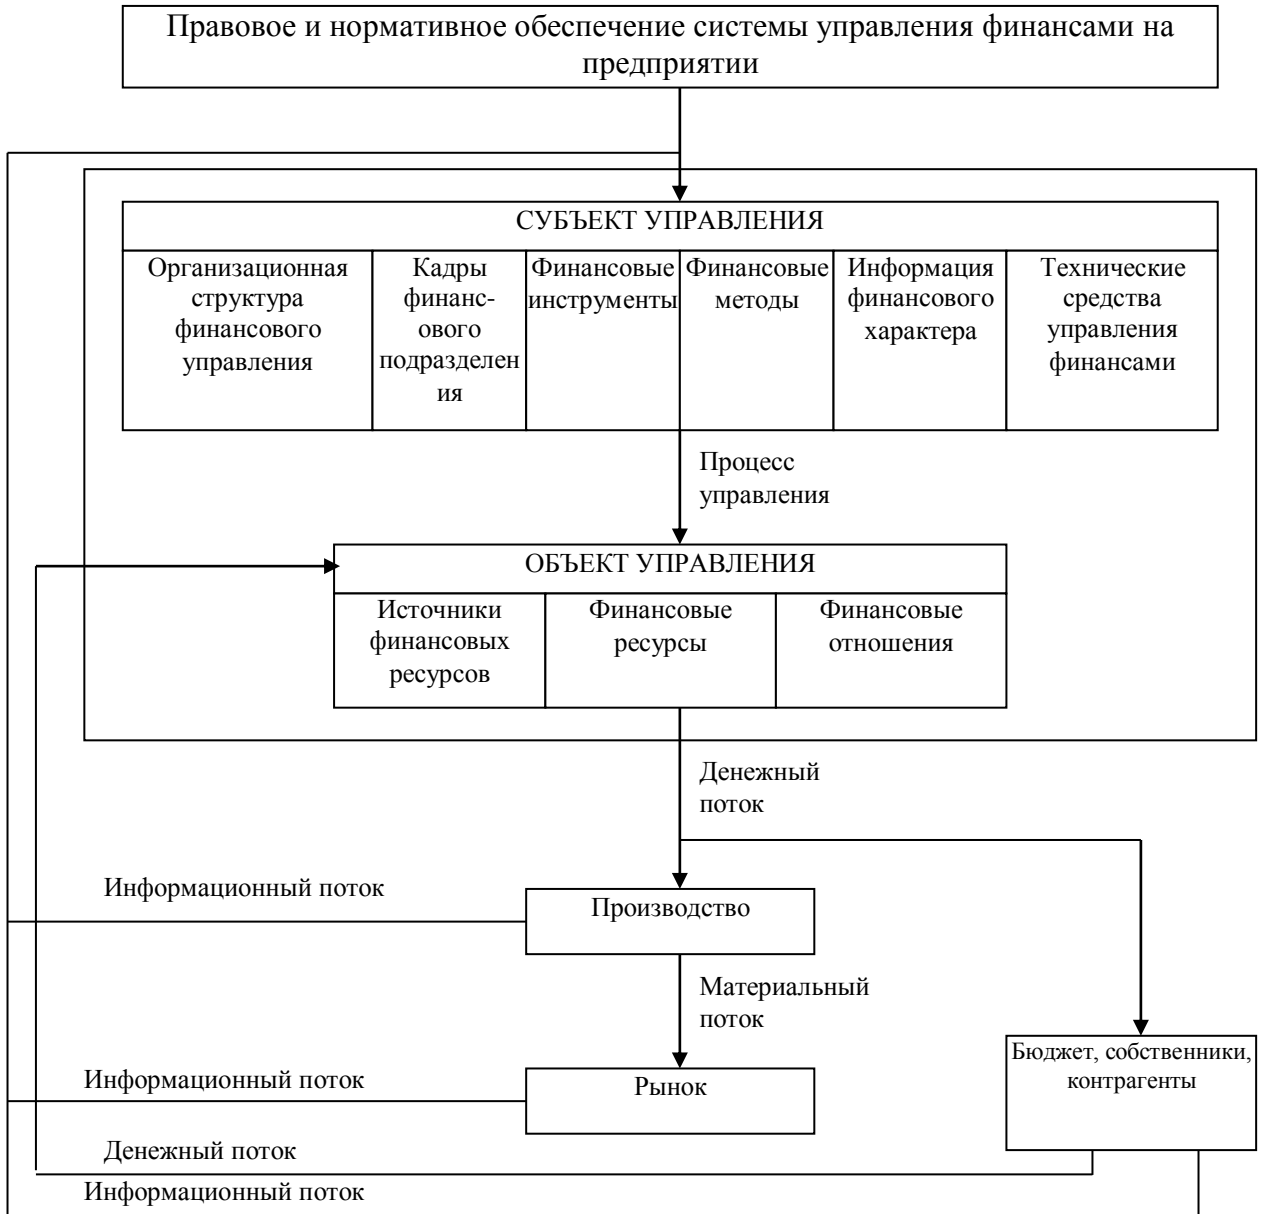 Правовое и нормативное обеспечение системы управления финансами на
предприятии
СУБЪЕКТ УПРАВЛЕНИЯ
Организационная
структура
финансового
управления
Кадры
финанс-
ового
подразделен
ия
Финансовые
инструменты
Финансовые
методы
Информация
финансового
характера
Технические
средства
управления
финансами
Процесс
управления
ОБЪЕКТ УПРАВЛЕНИЯ
Источники
финансовых
ресурсов
Финансовые
ресурсы
Финансовые
отношения
Денежный
поток
Информационный поток
Производство
Материальный
поток
Бюджет, собственники,
контрагенты
Информационный поток
Рынок
Денежный поток
Информационный поток